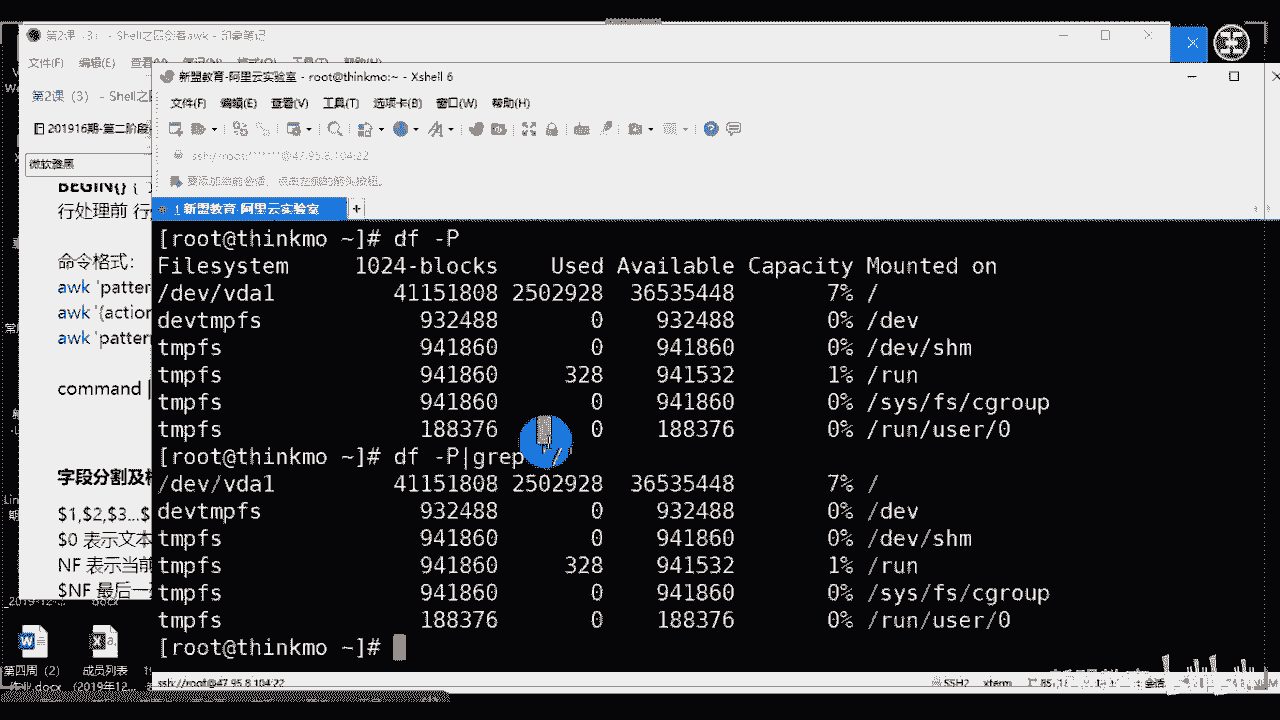 第2课（3） - Shell之四剑客awk - 印象笔记
文件(F) 编辑(E) 查看(V)
新盟教育-阿里云实验室 - root@thinkmo:~ - Xshell 6
文件(F) 编辑(E) 查看(V) 工具(T) 选项卡(B) 窗口(W) 帮助(H)
第2课（3） - Shell之
201916期-第二阶段
微软雅黑
要添加当前会话，点击左侧的箭头按钮。
1 新盟教育-阿里云实验室
BEGIN{} {
行处理前 行
命令格式：
awk 'patter
awk '{action
awk 'patter
command |
字段分割及
$1,$2,$3...$
$0 表示文本
NF 表示当前
$NF 最后一
[root@thinkmo ~]# df -P
Filesystem 1024-blocks Used Available Capacity Mounted on
/dev/vda1 41151808 2502928 36535448 7% /
devtmpfs 932488 0 932488 0% /dev
tmpfs 941860 0 941860 0% /dev/shm
tmpfs 941860 328 941532 1% /run
tmpfs 941860 0 941860 0% /sys/fs/cgroup
tmpfs 188376 0 188376 0% /run/user/0
[root@thinkmo ~]# df -P|grep '/'
/dev/vda1 41151808 2502928 36535448 7% /
devtmpfs 932488 0 932488 0% /dev
tmpfs 941860 0 941860 0% /dev/shm
tmpfs 941860 328 941532 1% /run
tmpfs 941860 0 941860 0% /sys/fs/cgroup
tmpfs 188376 0 188376 0% /run/user/0
[root@thinkmo ~]#
第四周（2）
成员列表
（2019年12...
ssh://root@47.95.8.104:22
SSH2 xterm